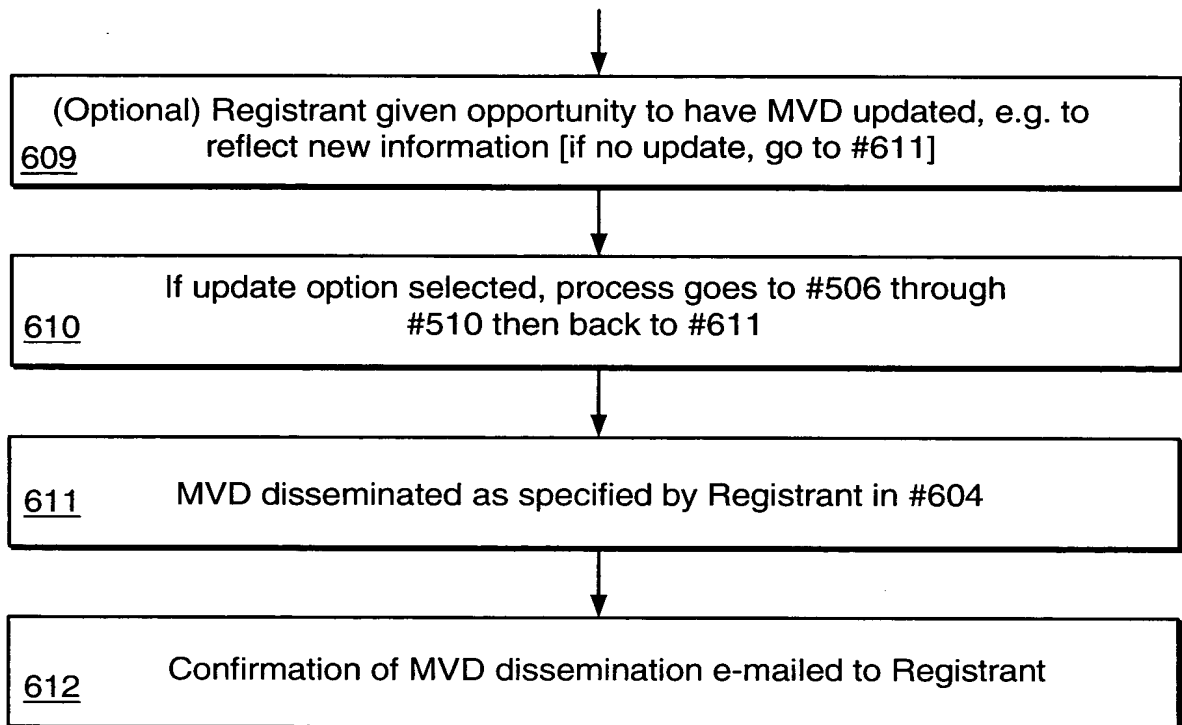 (Optional) Registrant given opportunity to have MVD updated, e.g. to
609 reflect new information [if no update, go to #611]
If update option selected, process goes to #506 through
610 #510 then back to #611
611 MVD disseminated as specified by Registrant in #604
612 Confirmation of MVD dissemination e-mailed to Registrant